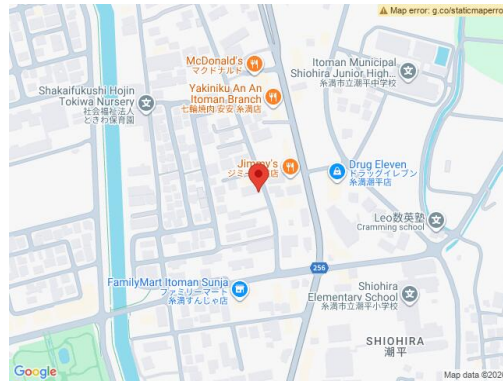 Map error: g.co/staticmaperro
McDonald's
マクドナルド
Itoman Municipal
Shiohira Junior High...
糸満市立潮平中学校
Shakaifukushi Hojin
Tokiwa Nursery
社会福祉法人
ときわ保育園
Yakiniku An An
Itoman Branch
七輪焼肉 安安 糸満店
Drug Eleven
ドラッグイレブン
糸満潮平店
Leo数英塾
Cramming school
256
FamilyMart Itoman Sunja
ファミリーマート
糸満すんじゃ店
Shiohira
Elementary School
糸満市立潮平小学校
SHIOHIRA
潮平
Google
Map data ©202